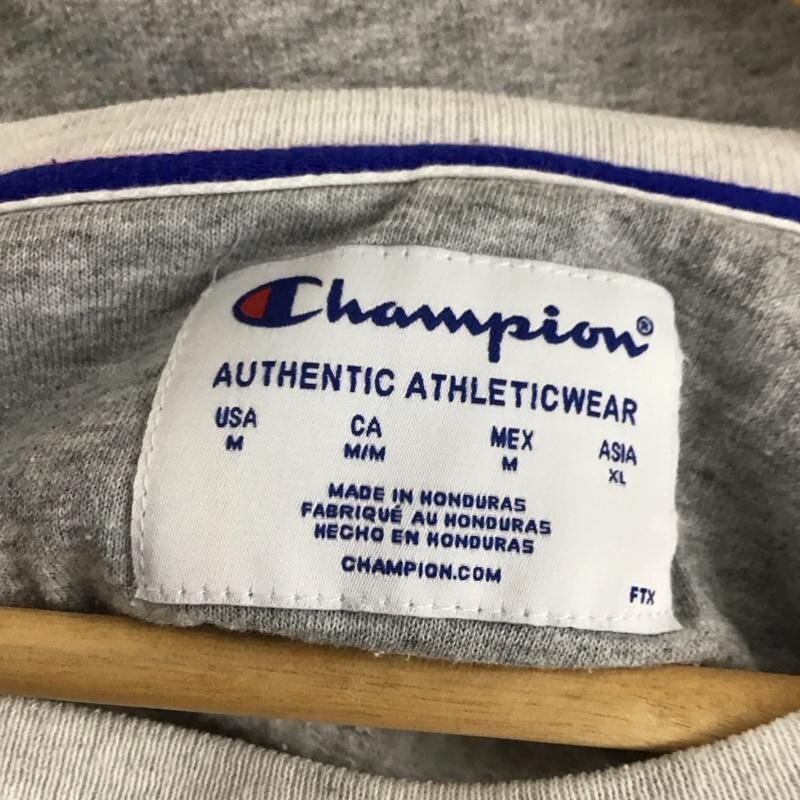 Champion®
AUTHENTIC ATHLETICWEAR
USA CA MEX ASIA
M M/M M XL
MADE IN HONDURAS
FABRIQUÉ AU HONDURAS
HECHO EN HONDURAS
CHAMPION.COM
FTX